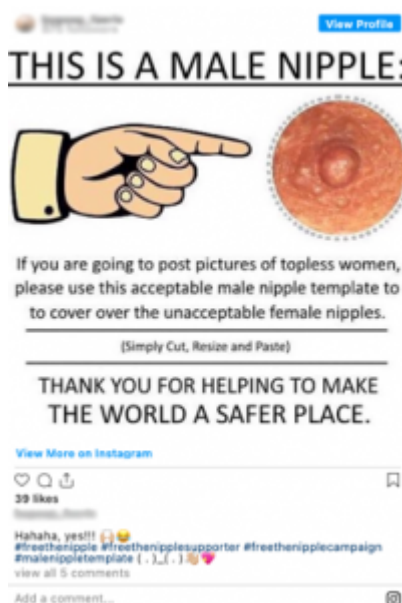 View Profile
THIS IS A MALE NIPPLE:
If you are going to post pictures of topless women,
please use this acceptable male nipple template to
to cover over the unacceptable female nipples.
(Simply Cut, Resize and Paste)
THANK YOU FOR HELPING TO MAKE
THE WORLD A SAFER PLACE.
View More on Instagram
39 likes
Hahaha, yes!!!
#freethenipple #freethenipplesupporter #freethenipplecampaign
#malenippletemplate ( . )_( . )
view all 5 comments
Add a comment...